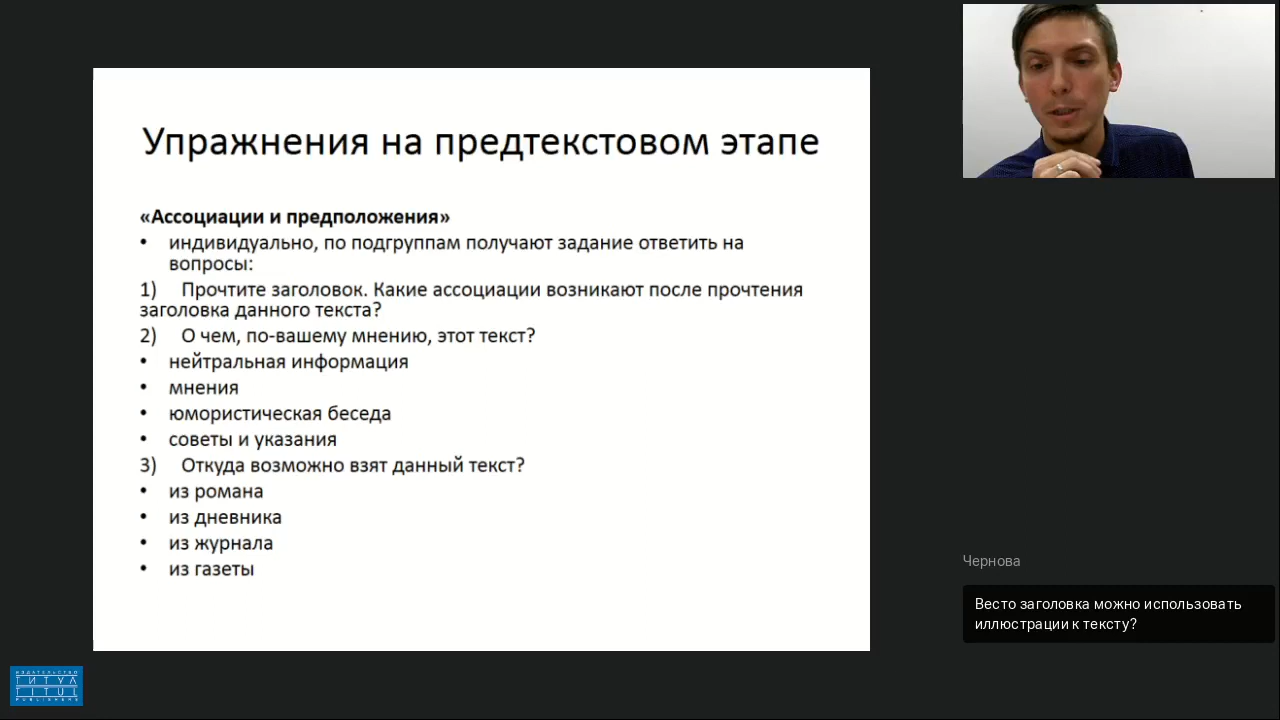 Упражнения на предтекстовом этапе
«Ассоциации и предположения»
• индивидуально, по подгруппам получают задание ответить на
вопросы:
1) Прочтите заголовок. Какие ассоциации возникают после прочтения
заголовка данного текста?
2) О чем, по-вашему мнению, этот текст?
• нейтральная информация
• мнения
• юмористическая беседа
• советы и указания
3) Откуда возможно взят данный текст?
• из романа
• из дневника
• из журнала
• из газеты
Чернова
Весто заголовка можно использовать
иллюстрации к тексту?
ИЗДАТЕЛЬСТВО
ТИТУЛ
TITUL
PUBLISHERS